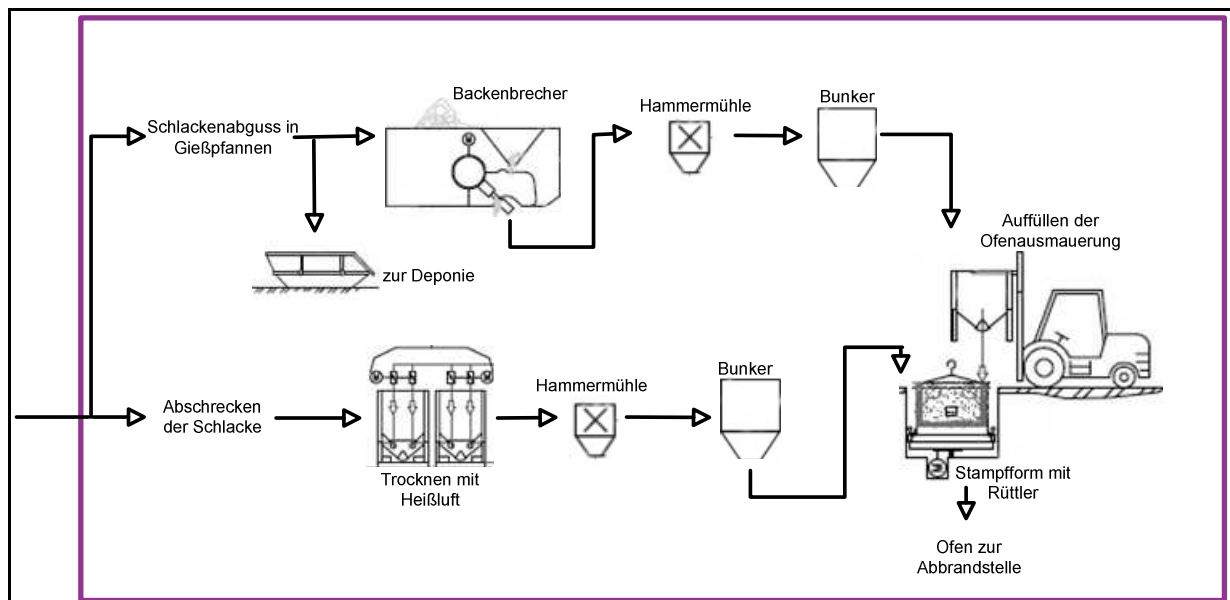 Backenbrecher
Hammermühle
Bunker
Schlackenabguss in
Gießpfannen
zur Deponie
Auffüllen der
Ofenausmauerung
Abschrecken
der Schlacke
Trocknen mit
Heißluft
Hammermühle
Bunker
Stampfform mit
Rüttler
Ofen zur
Abbrandstelle